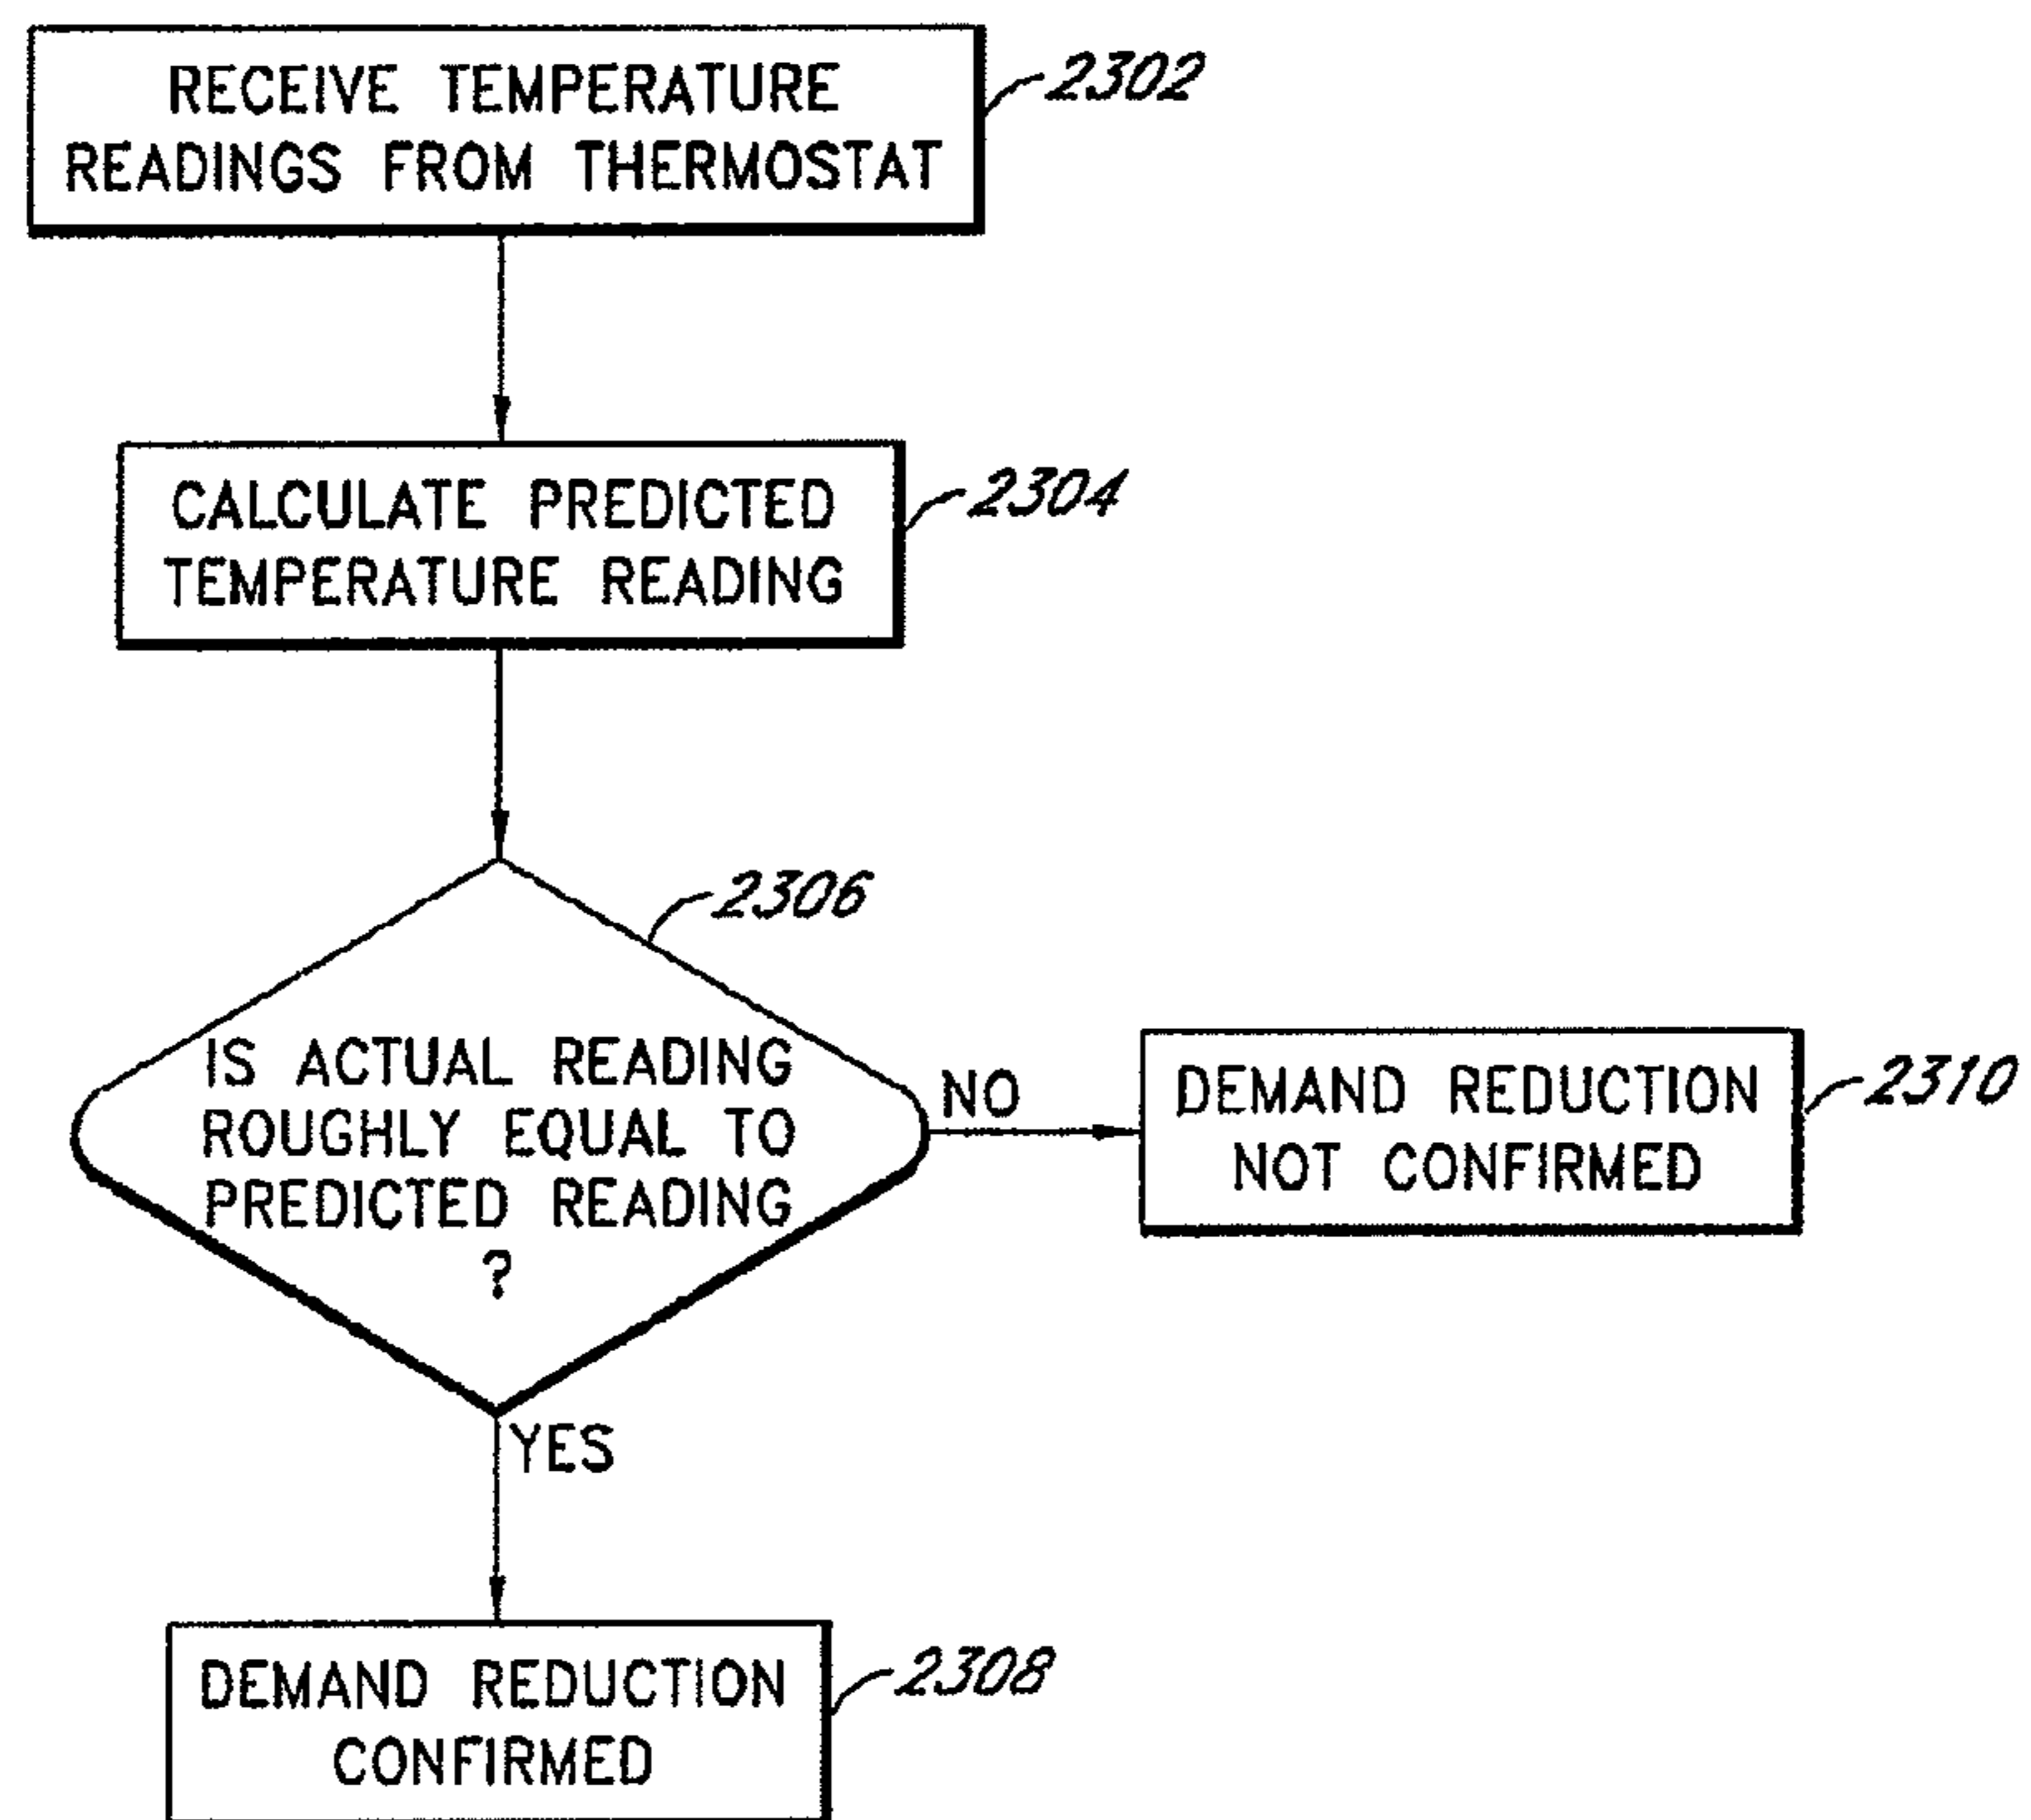 RECEIVE TEMPERATURE
READINGS FROM THERMOSTAT
2302
CALCULATE PREDICTED
TEMPERATURE READING
2304
2306
IS ACTUAL READING
ROUGHLY EQUAL TO
PREDICTED READING
?
NO
DEMAND REDUCTION
NOT CONFIRMED
2310
YES
DEMAND REDUCTION
CONFIRMED
2308